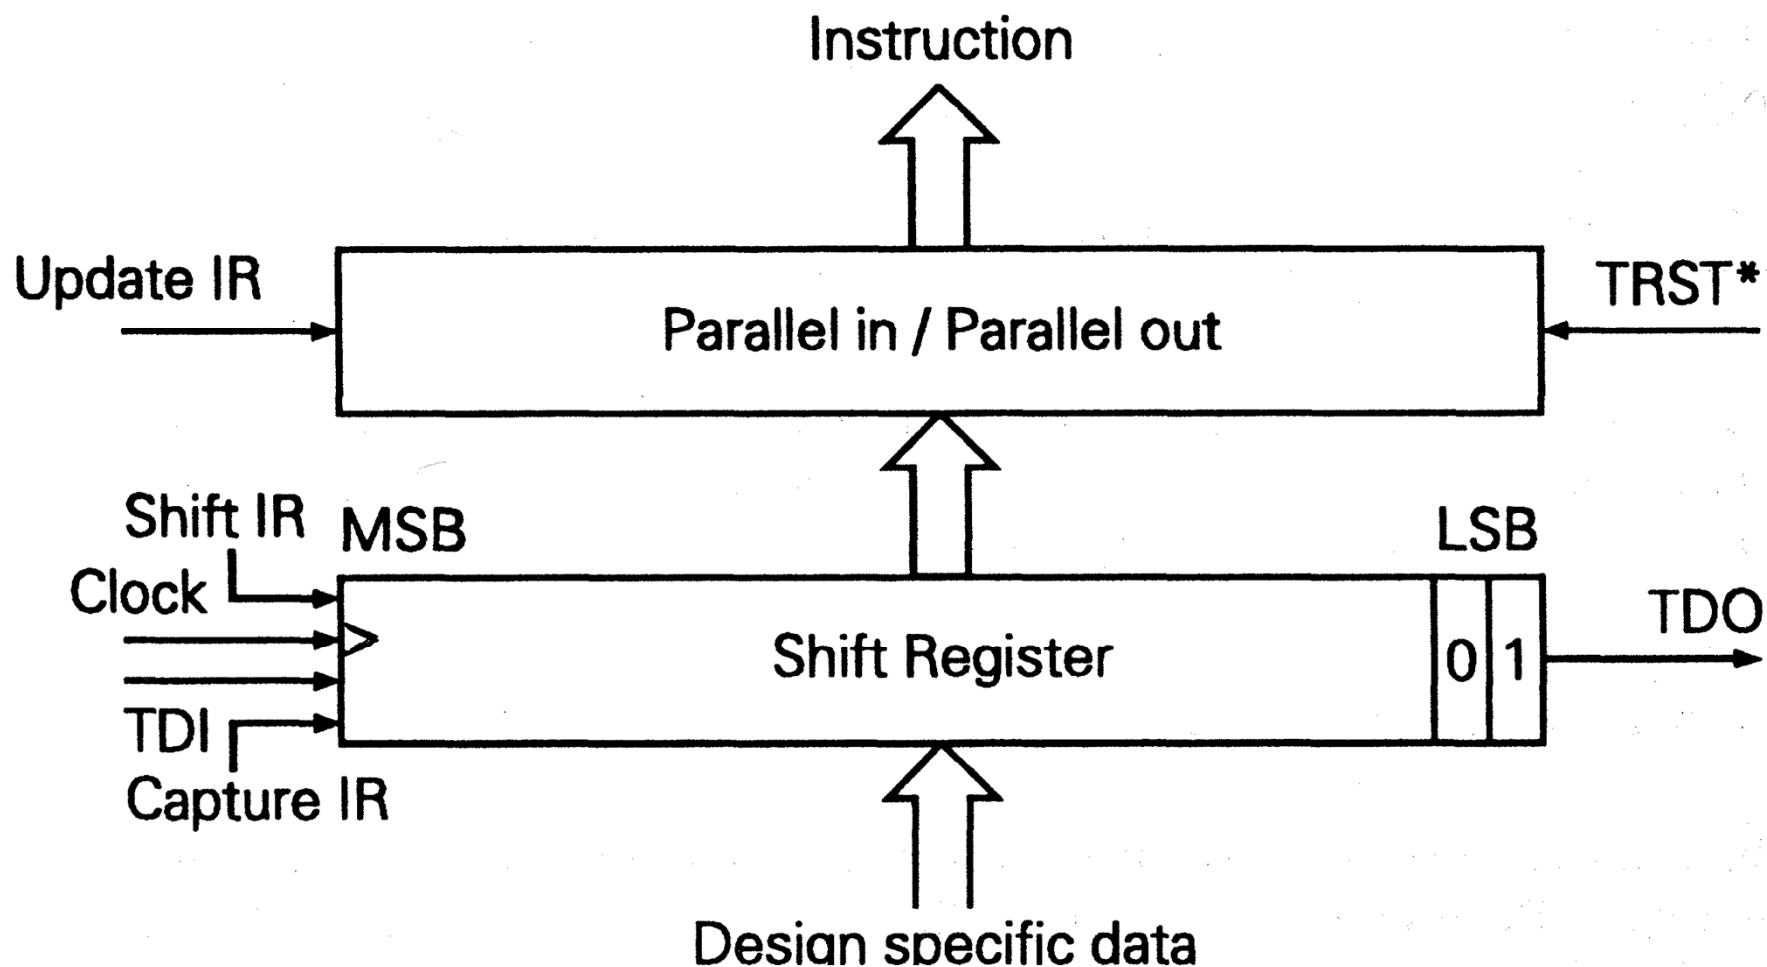 Instruction
Update IR
TRST*
Parallel in / Parallel out
Shift IR
MSB
LSB
Clock
TDO
Shift Register
0 1
TDI
Capture IR
Design specific data